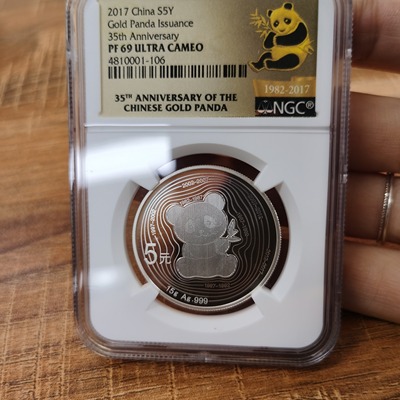 2017 China S5Y
Gold Panda Issuance
35th Anniversary
PF 69 ULTRA CAMEO
4810001-106
1982-2017
35TH ANNIVERSARY OF THE
CHINESE GOLD PANDA
NGC®
5元
15g Ag.999